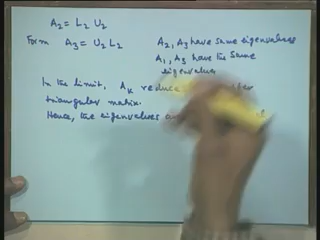 A₂ = L₂ U₂
Form A₃ = U₂ L₂
A₂, A₃ have same eigenvalues
A₁, A₃ have the same
eigenvalues
In the limit, Aₖ reduce
triangular matrix.
Hence, the eigenvalues